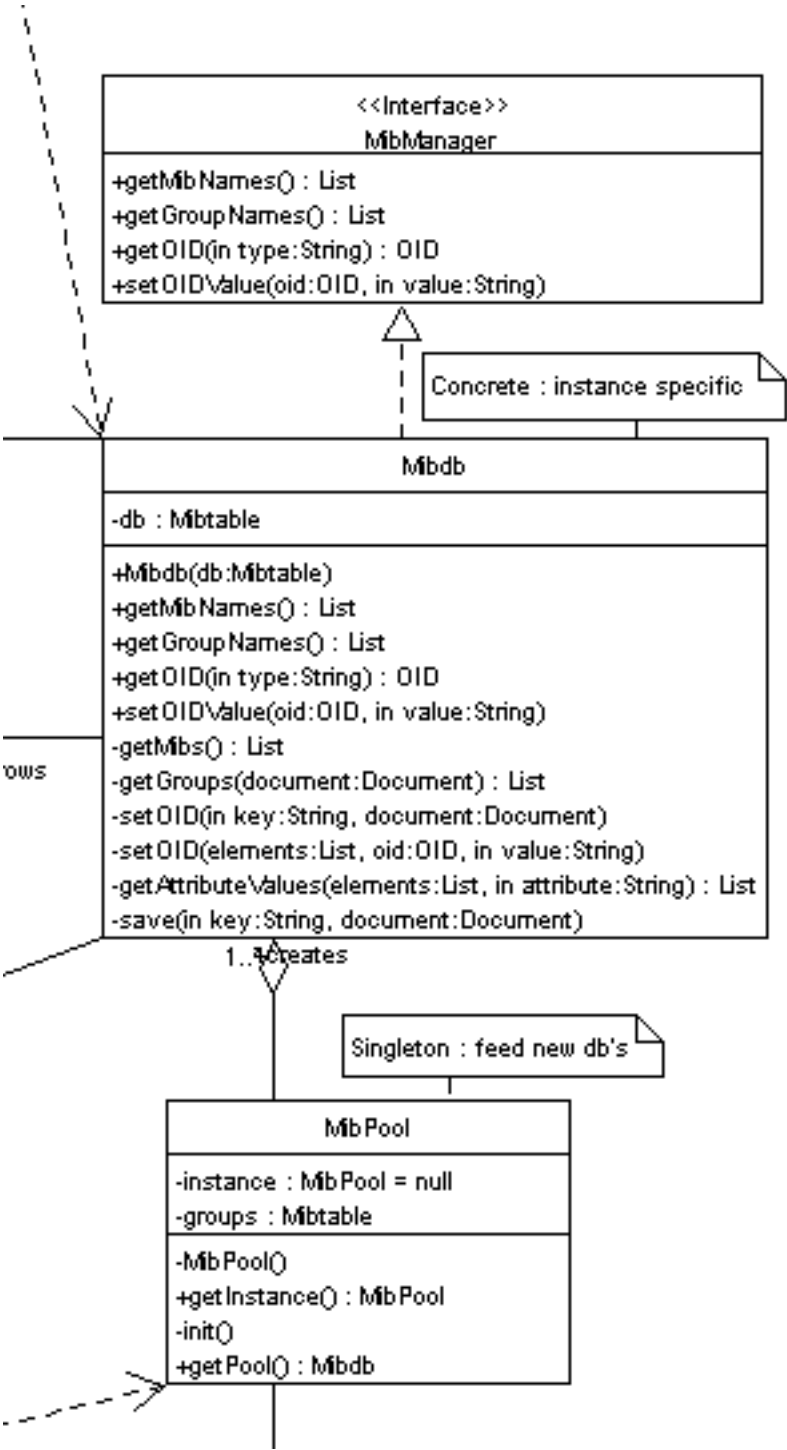 <<Interface>>
MibManager
+getMibNames() : List
+getGroupNames() : List
+getOID(in type:String) : OID
+setOIDValue(oid:OID, in value:String)
Concrete : instance specific
Mibdb
-db : Mibtable
+Mibdb(db:Mibtable)
+getMibNames() : List
+getGroupNames() : List
+getOID(in type:String) : OID
+setOIDValue(oid:OID, in value:String)
-getMibs() : List
-getGroups(document:Document) : List
-setOID(in key:String, document:Document)
-setOID(elements:List, oid:OID, in value:String)
-getAttributeValues(elements:List, in attribute:String) : List
-save(in key:String, document:Document)
ows
1..* creates
Singleton : feed new db's
MibPool
-instance : MibPool = null
-groups : Mibtable
-MibPool()
+getInstance() : MibPool
-init()
+getPool() : Mibdb